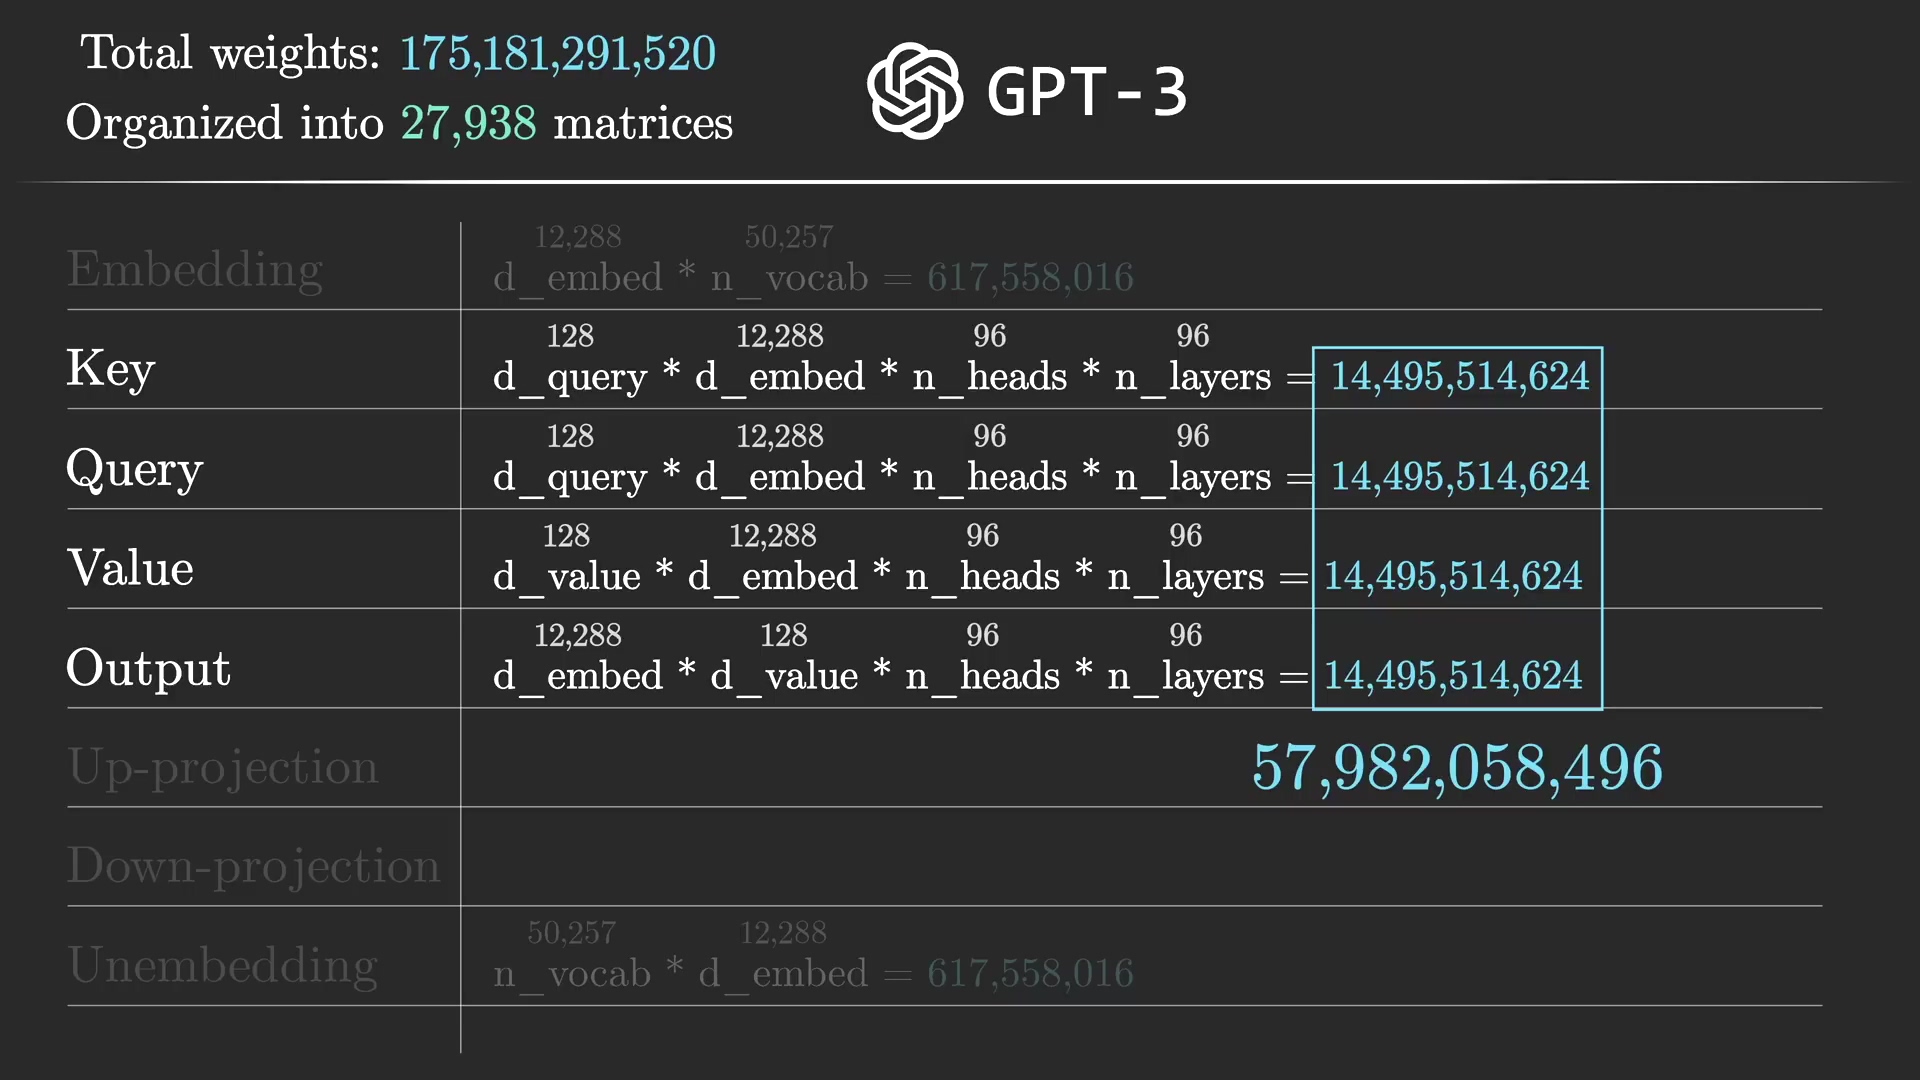 Total weights: 175,181,291,520
Organized into 27,938 matrices
GPT-3
12,288 50,257
Embedding d_embed * n_vocab = 617,558,016
128 12,288 96 96
Key d_query * d_embed * n_heads * n_layers = 14,495,514,624
128 12,288 96 96
Query d_query * d_embed * n_heads * n_layers = 14,495,514,624
128 12,288 96 96
Value d_value * d_embed * n_heads * n_layers = 14,495,514,624
12,288 128 96 96
Output d_embed * d_value * n_heads * n_layers = 14,495,514,624
Up-projection 57,982,058,496
Down-projection
50,257 12,288
Unembedding n_vocab * d_embed = 617,558,016